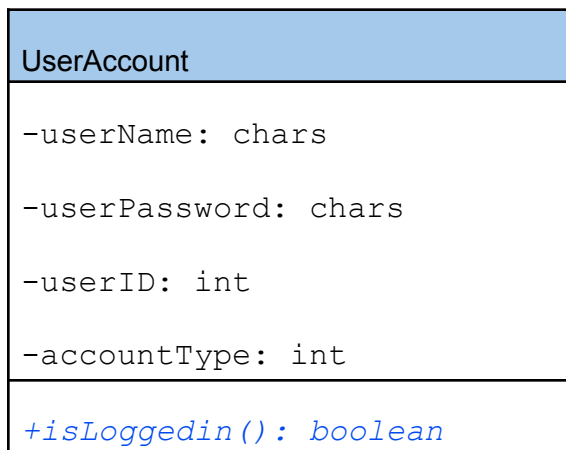 UserAccount
-userName: chars
-userPassword: chars
-userID: int
-accountType: int
+isLoggedin(): boolean